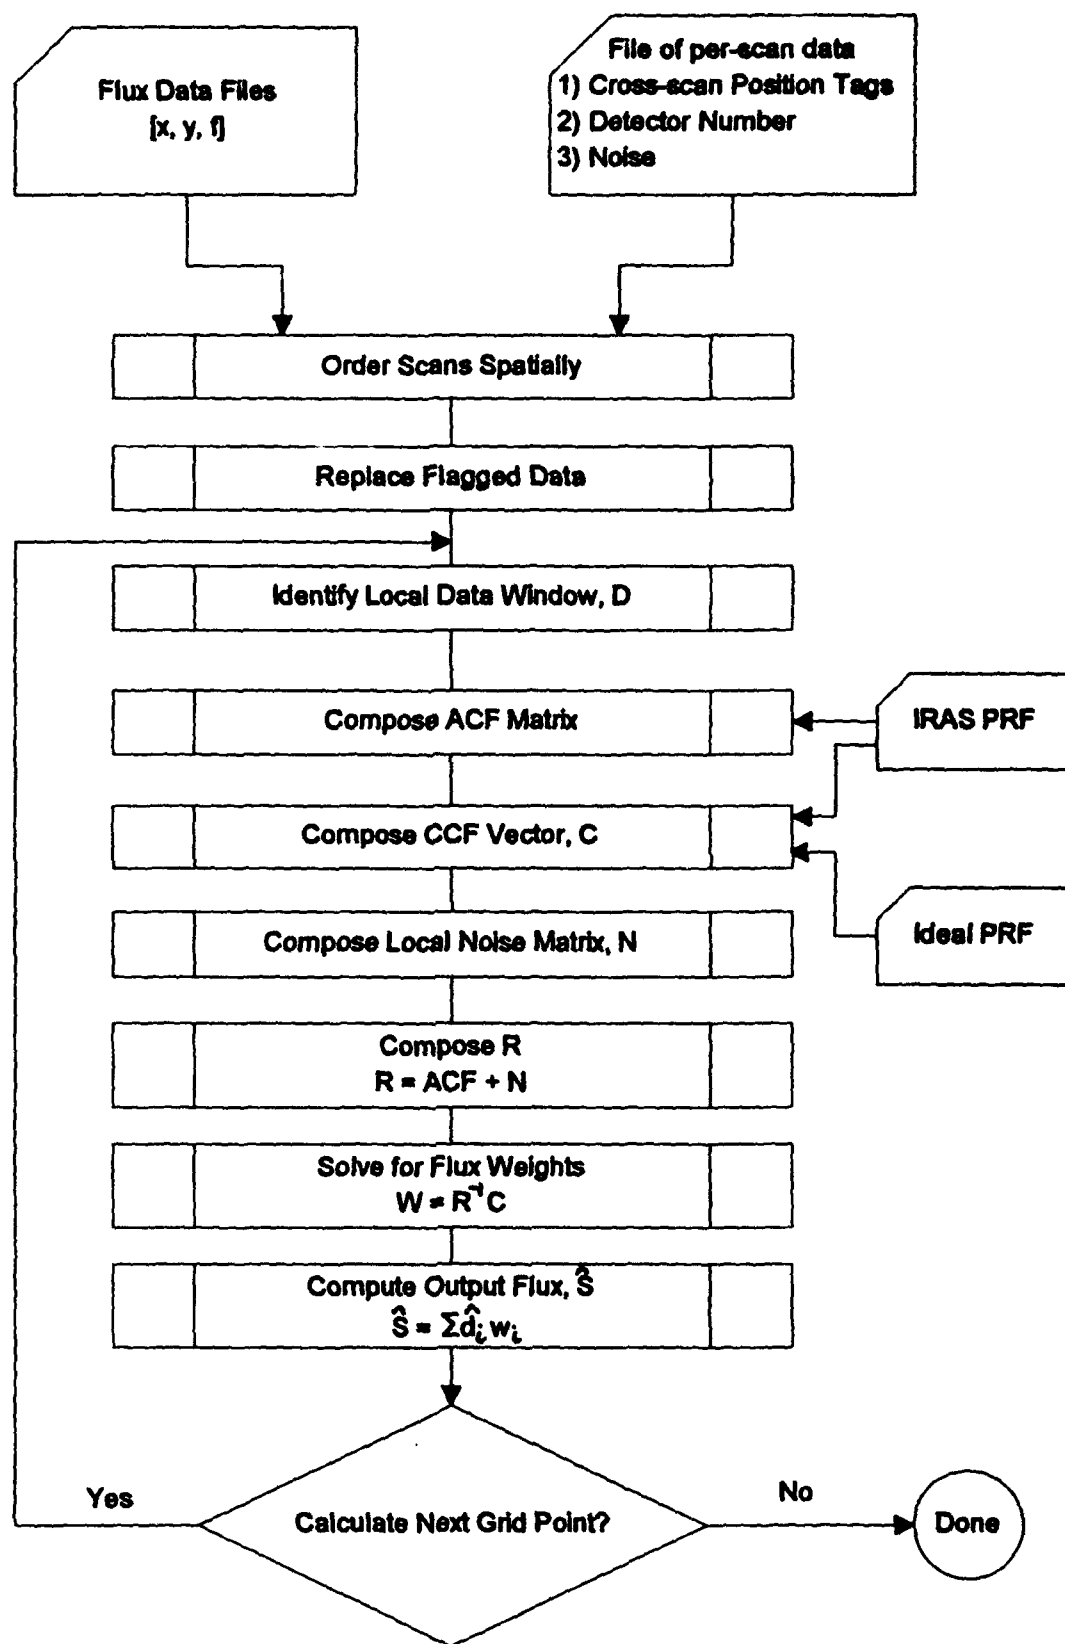 Flux Data Files
[x, y, f]
File of per-scan data
1) Cross-scan Position Tags
2) Detector Number
3) Noise
Order Scans Spatially
Replace Flagged Data
Identify Local Data Window, D
Compose ACF Matrix
IRAS PRF
Compose CCF Vector, C
Ideal PRF
Compose Local Noise Matrix, N
Compose R
R = ACF + N
Solve for Flux Weights
W = R⁻¹ C
Compute Output Flux, Ŝ
Ŝ = Σd̂ᵢ wᵢ
Calculate Next Grid Point?
Yes
No
Done